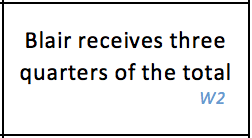 Blair receives three
quarters of the total
W2